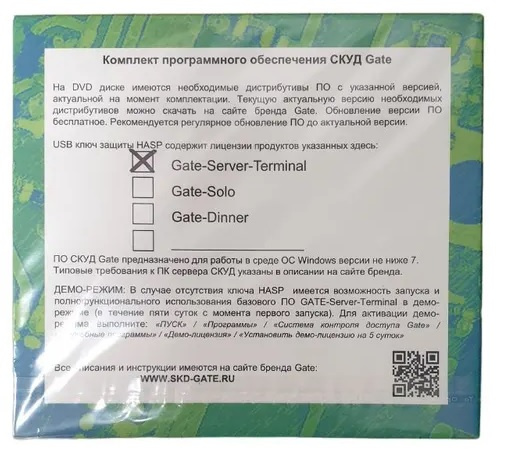 Комплект программного обеспечения СКУД Gate
На DVD диске имеются необходимые дистрибутивы ПО с указанной версией,
актуальной на момент комплектации. Текущую актуальную версию необходимых
дистрибутивов можно скачать на сайте бренда Gate. Обновление версии ПО
бесплатное. Рекомендуется регулярное обновление ПО до актуальной версии.
USB ключ защиты HASP содержит лицензии продуктов указанных здесь:
Gate-Server-Terminal
Gate-Solo
Gate-Dinner
ПО СКУД Gate предназначено для работы в среде ОС Windows версии не ниже 7.
Типовые требования к ПК сервера СКУД указаны в описании на сайте бренда.
ДЕМО-РЕЖИМ: В случае отсутствия ключа HASP имеется возможность запуска и
полнофункционального использования базового ПО GATE-Server-Terminal в демо-
режиме (в течение пяти суток с момента первого запуска). Для активации демо-
режима выполните: «ПУСК» / «Программы» / «Система контроля доступа Gate» /
программы» / «Демо-лицензия» / «Установить демо-лицензию на 5 суток»
Все описания и инструкции имеются на сайте бренда Gate:
WWW.SKD-GATE.RU